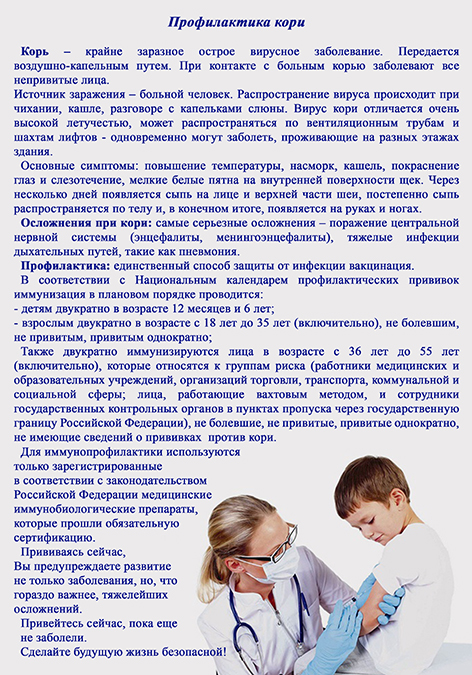 Профилактика кори
Корь – крайне заразное острое вирусное заболевание. Передается
воздушно-капельным путем. При контакте с больным корью заболевают все
непривитые лица.
Источник заражения – больной человек. Распространение вируса происходит при
чихании, кашле, разговоре с капельками слюны. Вирус кори отличается очень
высокой летучестью, может распространяться по вентиляционным трубам и
шахтам лифтов - одновременно могут заболеть, проживающие на разных этажах
здания.
Основные симптомы: повышение температуры, насморк, кашель, покраснение
глаз и слезотечение, мелкие белые пятна на внутренней поверхности щек. Через
несколько дней появляется сыпь на лице и верхней части шеи, постепенно сыпь
распространяется по телу и, в конечном итоге, появляется на руках и ногах.
Осложнения при кори: самые серьезные осложнения – поражение центральной
нервной системы (энцефалиты, менингоэнцефалиты), тяжелые инфекции
дыхательных путей, такие как пневмония.
Профилактика: единственный способ защиты от инфекции вакцинация.
В соответствии с Национальным календарем профилактических прививок
иммунизация в плановом порядке проводится:
- детям двукратно в возрасте 12 месяцев и 6 лет;
- взрослым двукратно в возрасте с 18 лет до 35 лет (включительно), не болевшим,
не привитым, привитым однократно;
Также двукратно иммунизируются лица в возрасте с 36 лет до 55 лет
(включительно), которые относятся к группам риска (работники медицинских и
образовательных учреждений, организаций торговли, транспорта, коммунальной и
социальной сферы; лица, работающие вахтовым методом, и сотрудники
государственных контрольных органов в пунктах пропуска через государственную
границу Российской Федерации), не болевшие, не привитые, привитые однократно,
не имеющие сведений о прививках против кори.
Для иммунопрофилактики используются
только зарегистрированные
в соответствии с законодательством
Российской Федерации медицинские
иммунобиологические препараты,
которые прошли обязательную
сертификацию.
Прививаясь сейчас,
Вы предупреждаете развитие
не только заболевания, но, что
гораздо важнее, тяжелейших
осложнений.
Привейтесь сейчас, пока еще
не заболели.
Сделайте будущую жизнь безопасной!